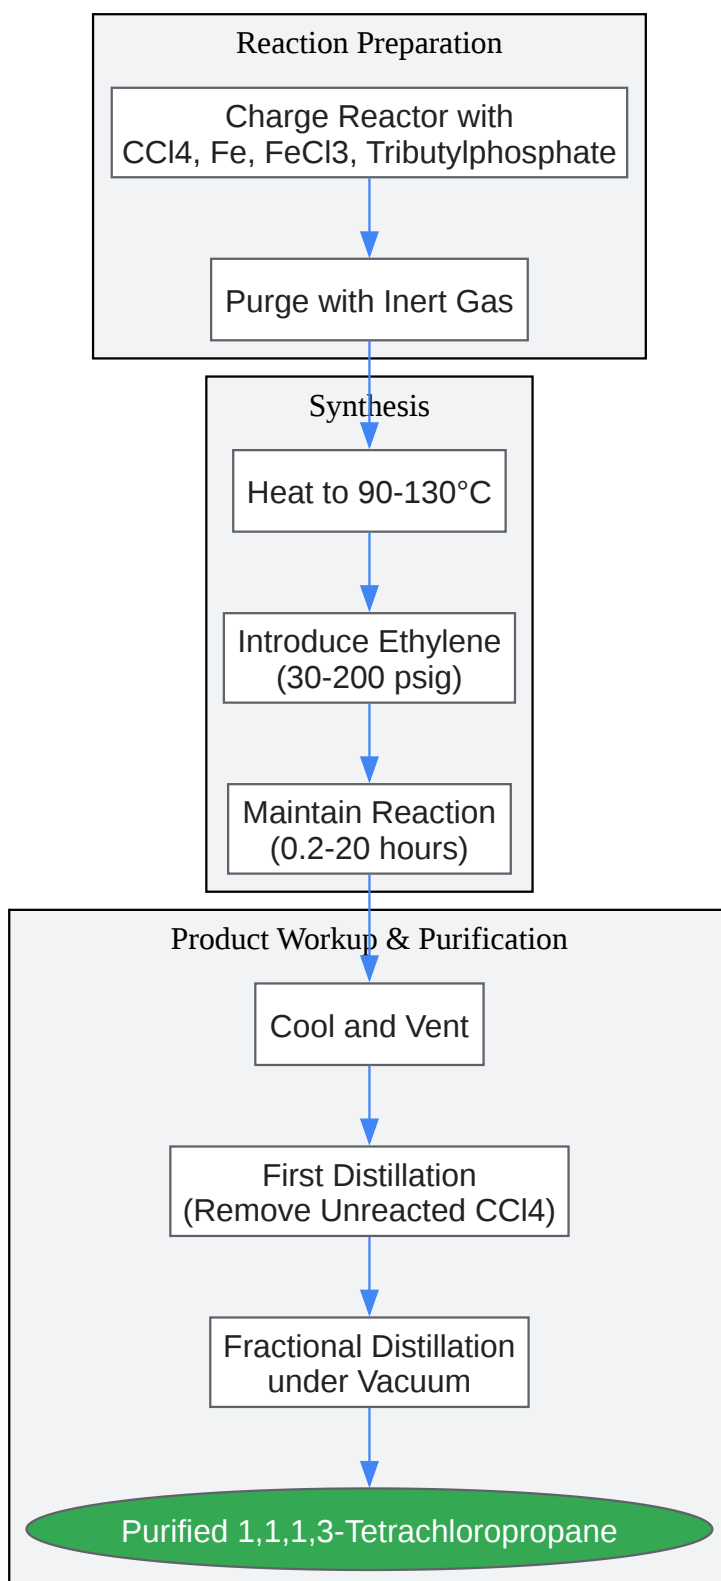 Reaction Preparation
Charge Reactor with
CCl4, Fe, FeCl3, Tributylphosphate
Purge with Inert Gas
Synthesis
Heat to 90-130°C
Introduce Ethylene
(30-200 psig)
Maintain Reaction
(0.2-20 hours)
Product Workup & Purification
Cool and Vent
First Distillation
(Remove Unreacted CCl4)
Fractional Distillation
under Vacuum
Purified 1,1,1,3-Tetrachloropropane